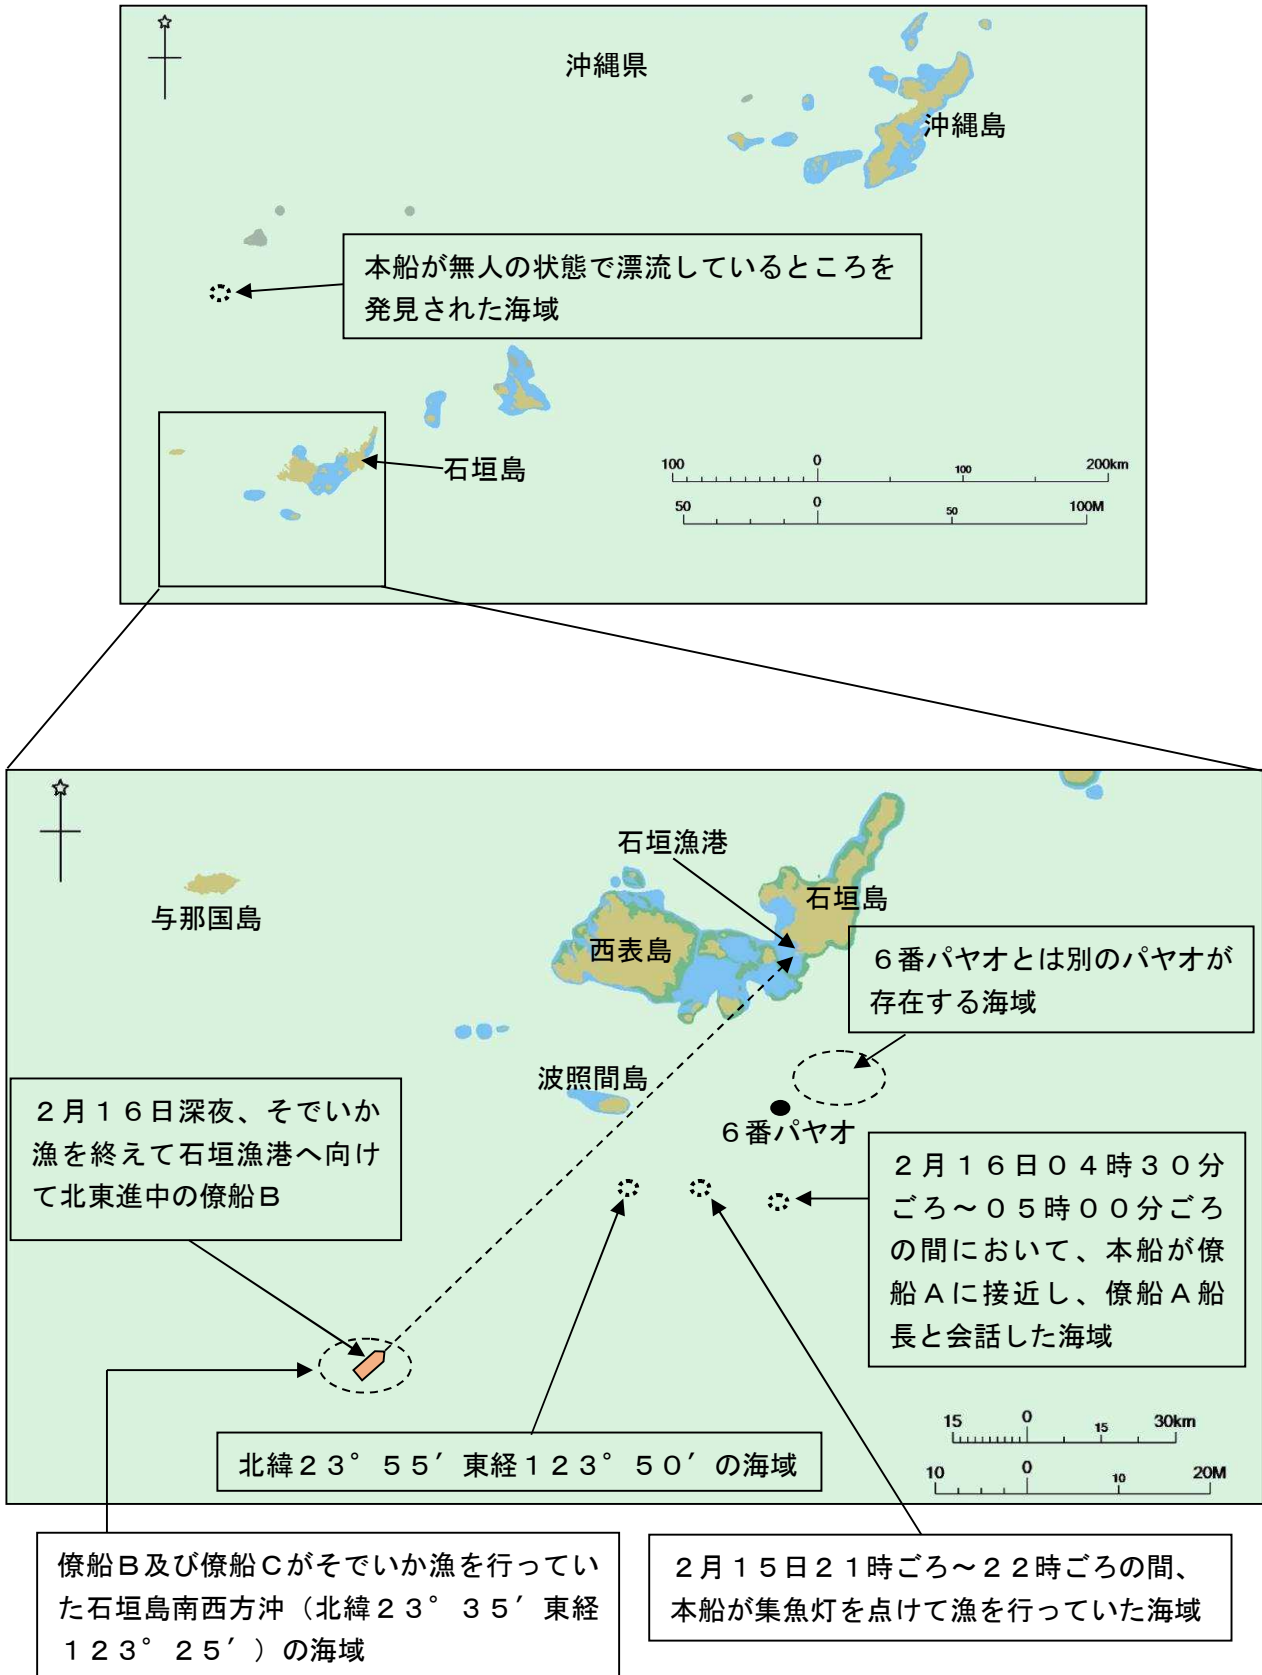 沖縄県
沖縄島
本船が無人の状態で漂流しているところを
発見された海域
石垣島
100 0 100 200km
50 0 50 100M
石垣漁港
石垣島
与那国島
西表島
６番パヤオとは別のパヤオが
存在する海域
波照間島
６番パヤオ
２月１６日深夜、そでいか
漁を終えて石垣漁港へ向け
て北東進中の僚船Ｂ
２月１６日０４時３０分
ごろ～０５時００分ごろ
の間において、本船が僚
船Ａに接近し、僚船Ａ船
長と会話した海域
北緯２３°５５′東経１２３°５０′の海域
15 0 15 30km
10 0 10 20M
僚船Ｂ及び僚船Ｃがそでいか漁を行ってい
た石垣島南西方沖（北緯２３°３５′東経
１２３°２５′）の海域
２月１５日２１時ごろ～２２時ごろの間、
本船が集魚灯を点けて漁を行っていた海域